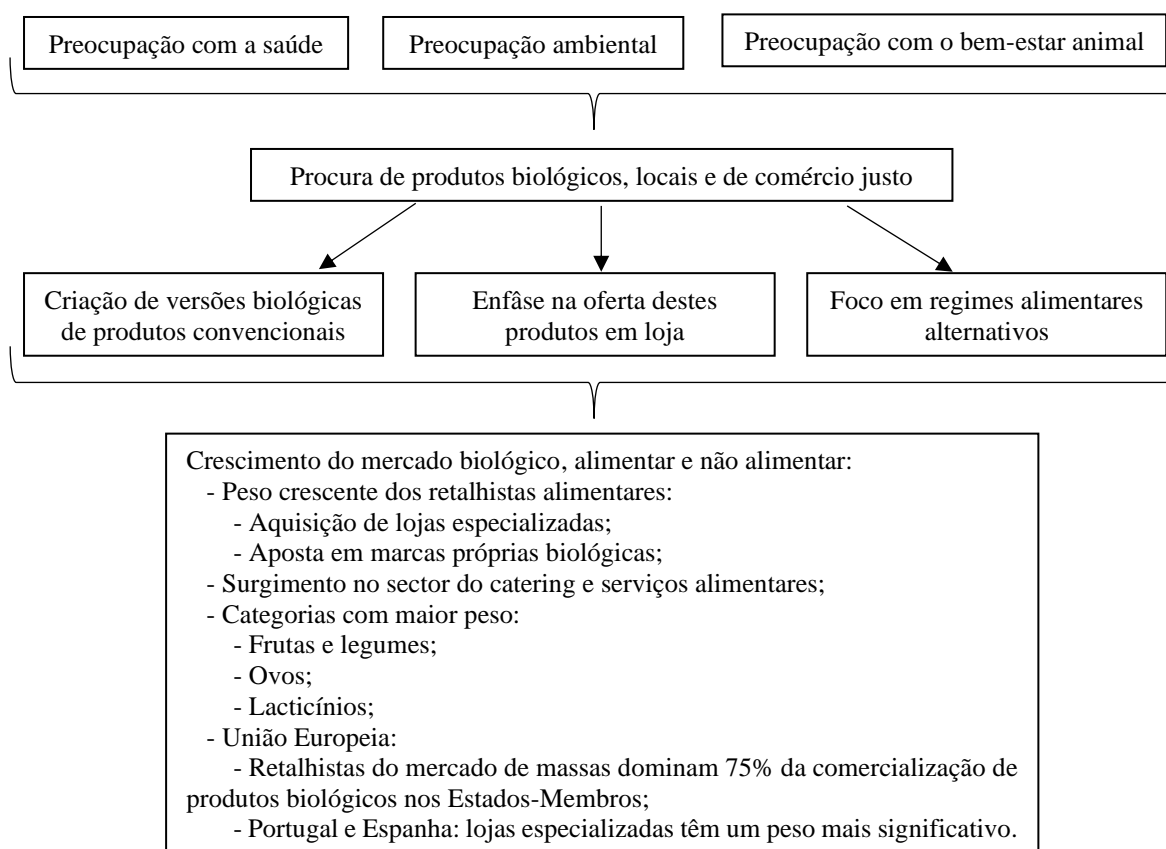 Preocupação com a saúde
Preocupação ambiental
Preocupação com o bem-estar animal
Procura de produtos biológicos, locais e de comércio justo
Criação de versões biológicas
de produtos convencionais
Enfâse na oferta destes
produtos em loja
Foco em regimes alimentares
alternativos
Crescimento do mercado biológico, alimentar e não alimentar:
- Peso crescente dos retalhistas alimentares:
- Aquisição de lojas especializadas;
- Aposta em marcas próprias biológicas;
- Surgimento no sector do catering e serviços alimentares;
- Categorias com maior peso:
- Frutas e legumes;
- Ovos;
- Lacticínios;
- União Europeia:
- Retalhistas do mercado de massas dominam 75% da comercialização de
produtos biológicos nos Estados-Membros;
- Portugal e Espanha: lojas especializadas têm um peso mais significativo.